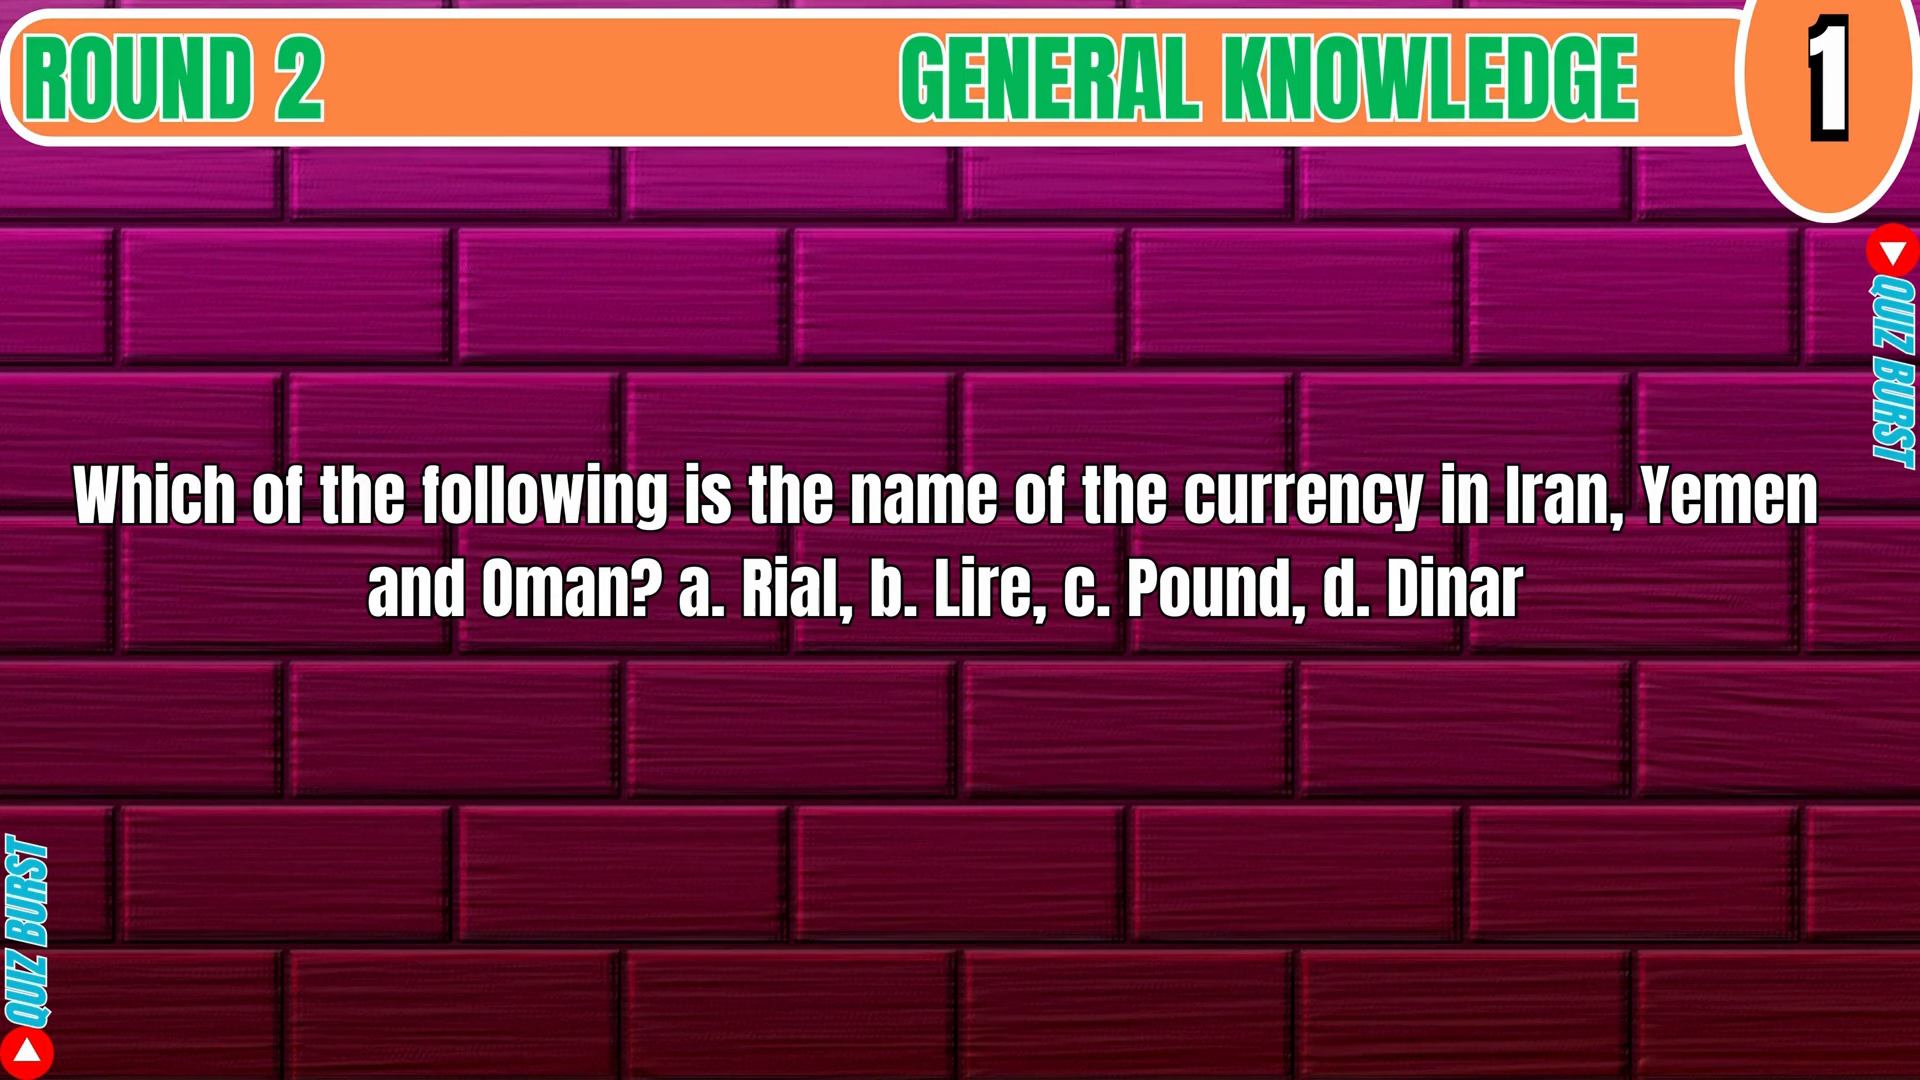 ROUND 2
GENERAL KNOWLEDGE
1
QUIZ BURST
Which of the following is the name of the currency in Iran, Yemen
and Oman? a. Rial, b. Lire, c. Pound, d. Dinar
QUIZ BURST